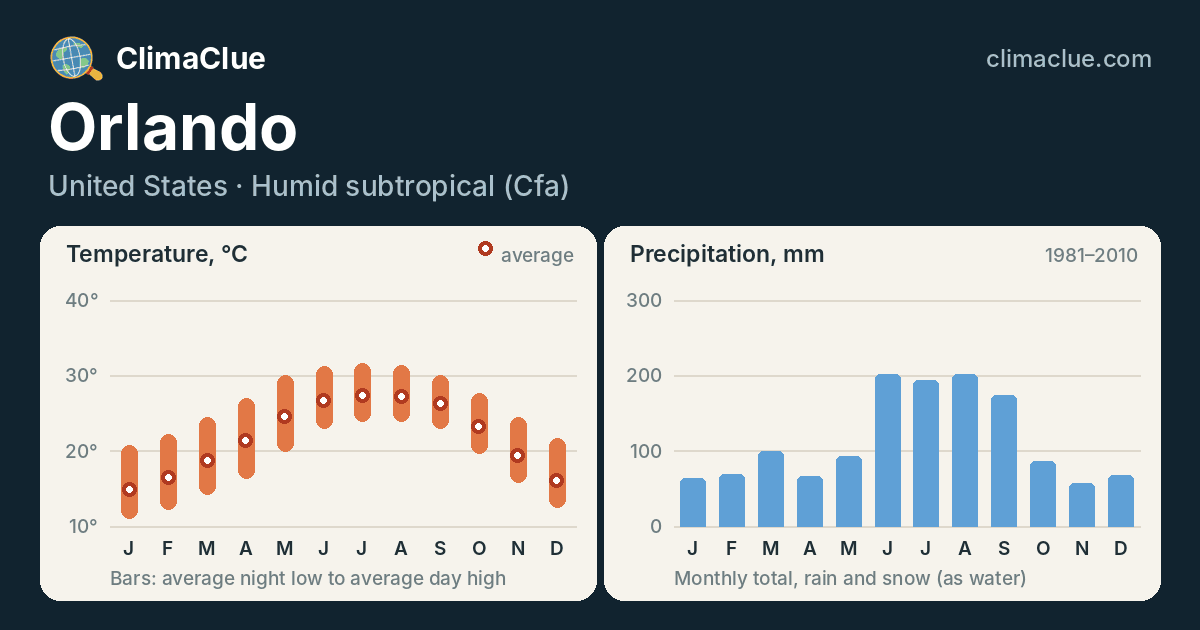 ClimaClue
climaclue.com
Orlando
United States · Humid subtropical (Cfa)
Temperature, °C
average
40°
30°
20°
10°
J F M A M J J A S O N D
Bars: average night low to average day high
Precipitation, mm
1981–2010
300
200
100
0
J F M A M J J A S O N D
Monthly total, rain and snow (as water)